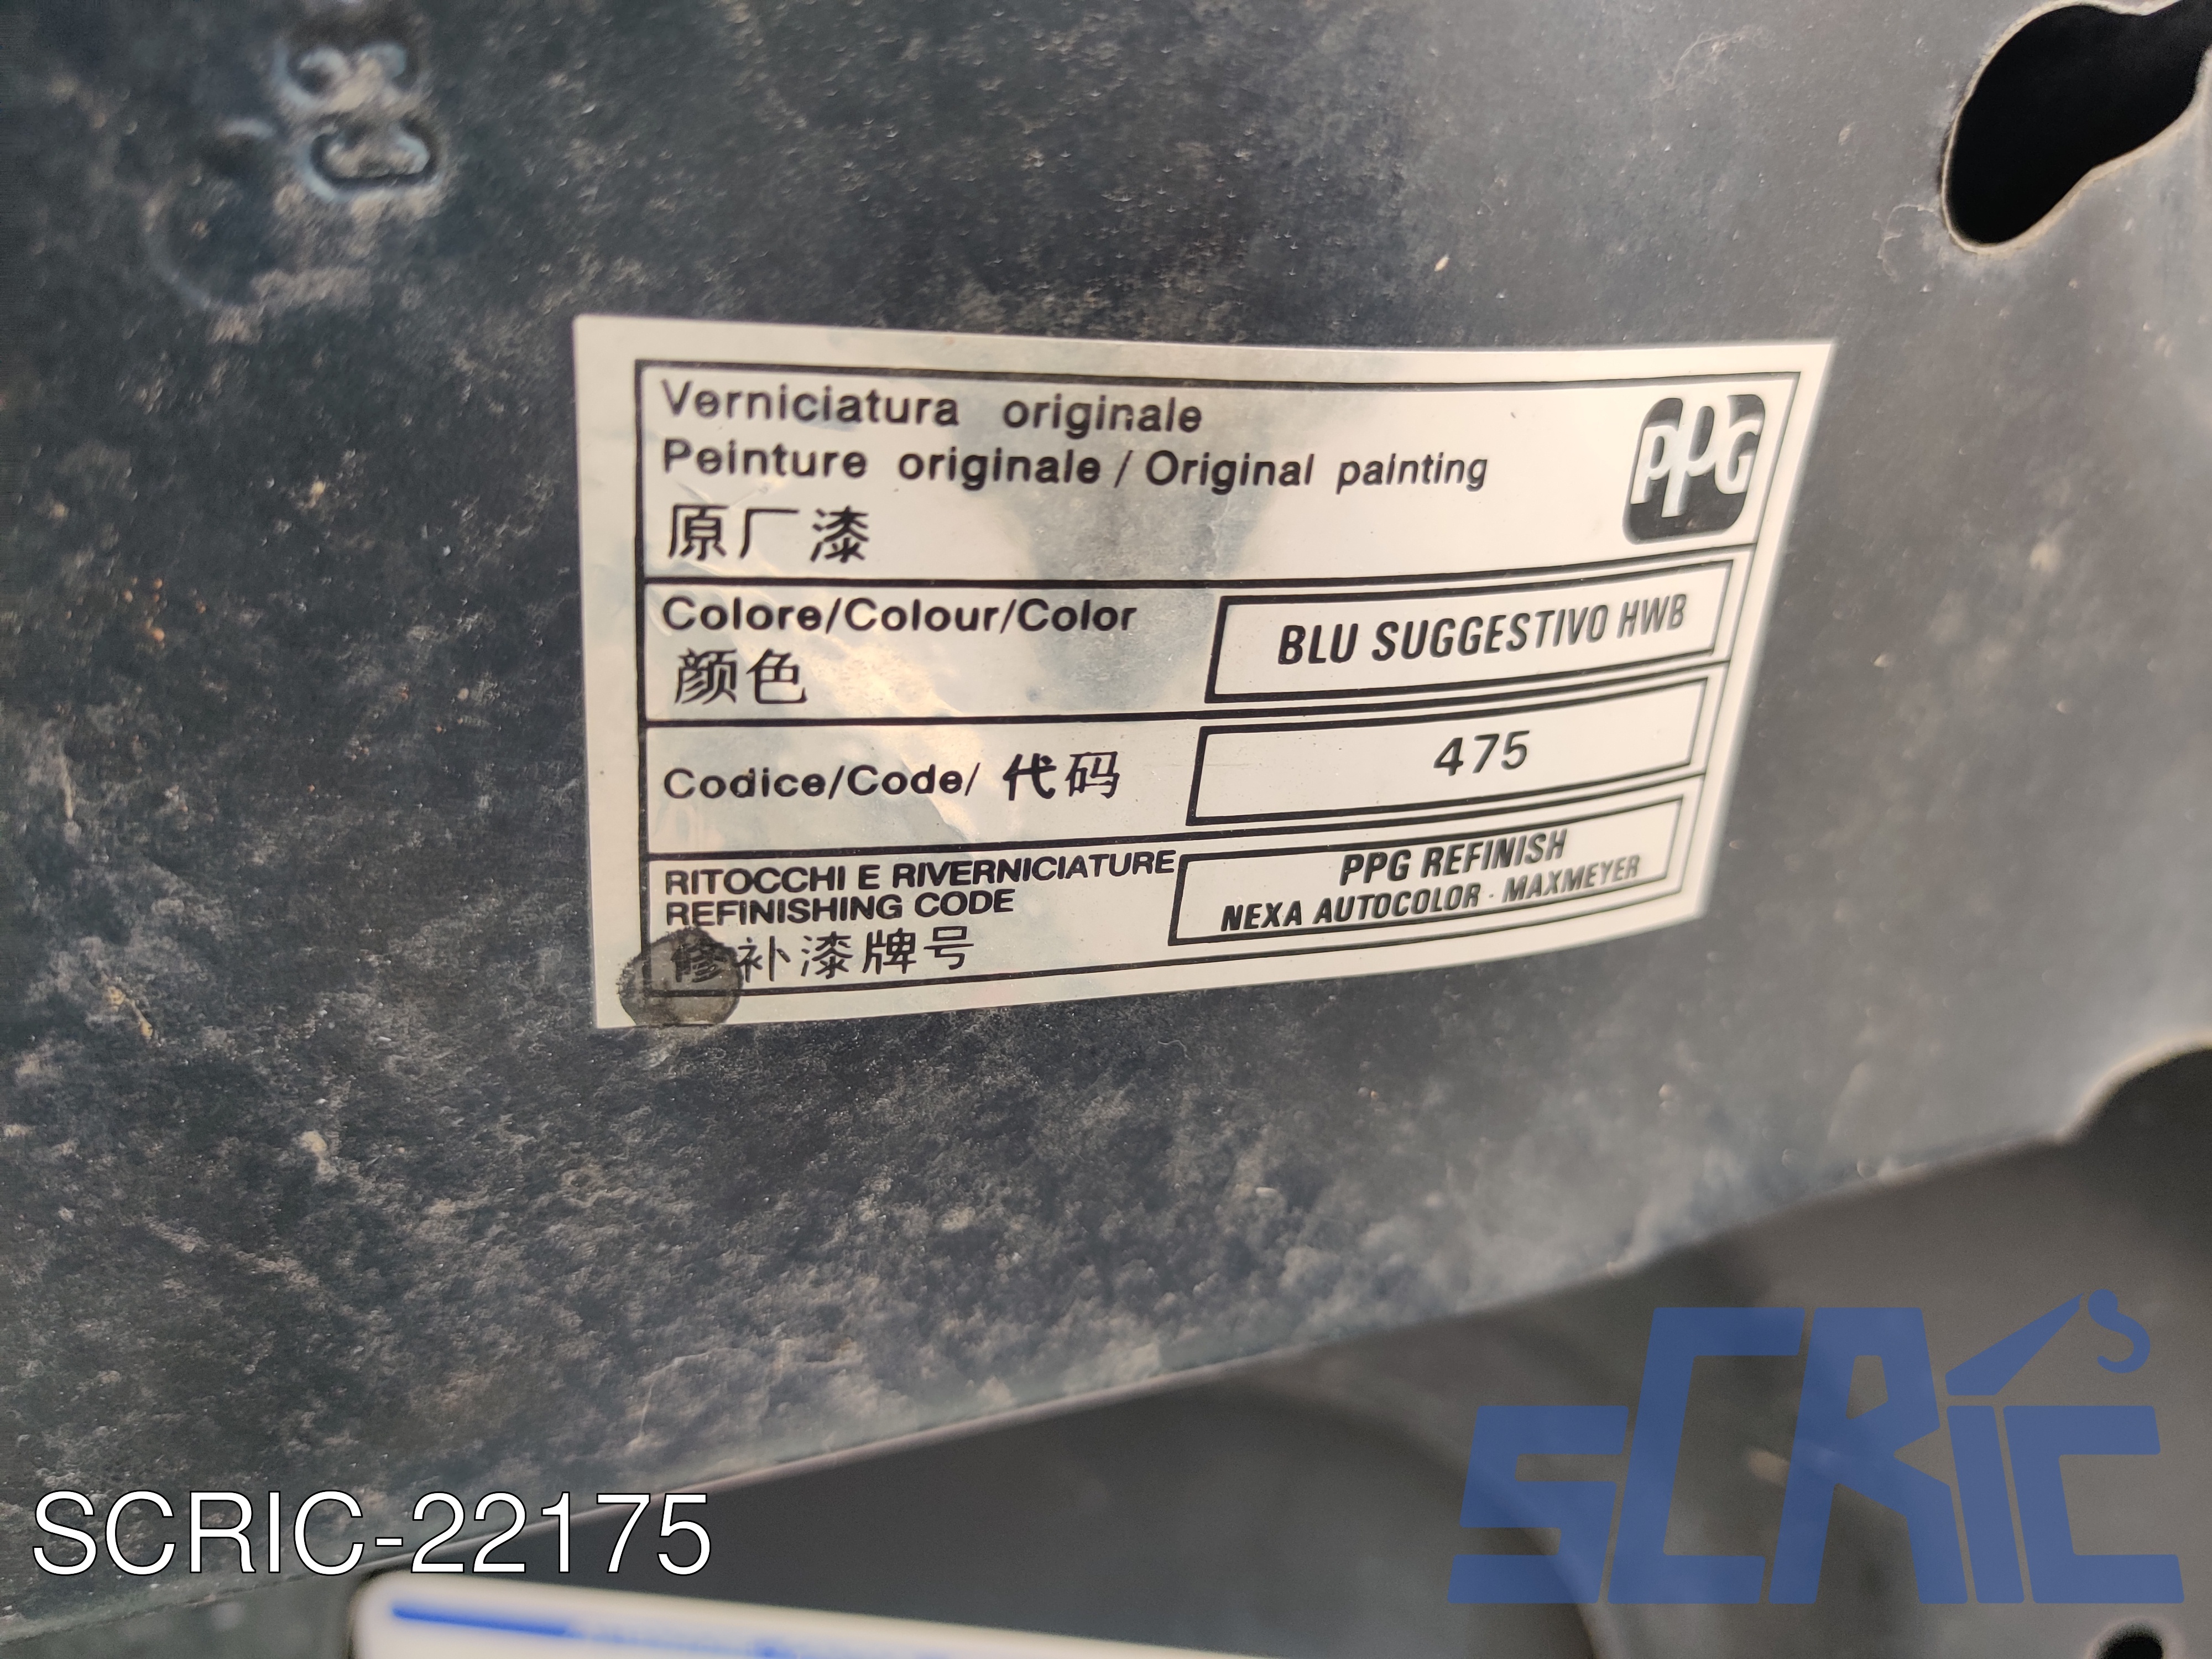 Verniciatura originale
Peinture originale / Original painting
原厂漆
PPG
Colore/Colour/Color
颜色
BLU SUGGESTIVO HWB
Codice/Code/ 代码
475
RITOCCHI E RIVERNICIATURE
REFINISHING CODE
修补漆牌号
PPG REFINISH
NEXA AUTOCOLOR · MAXMEYER
SCRIC-22175
SCRIC